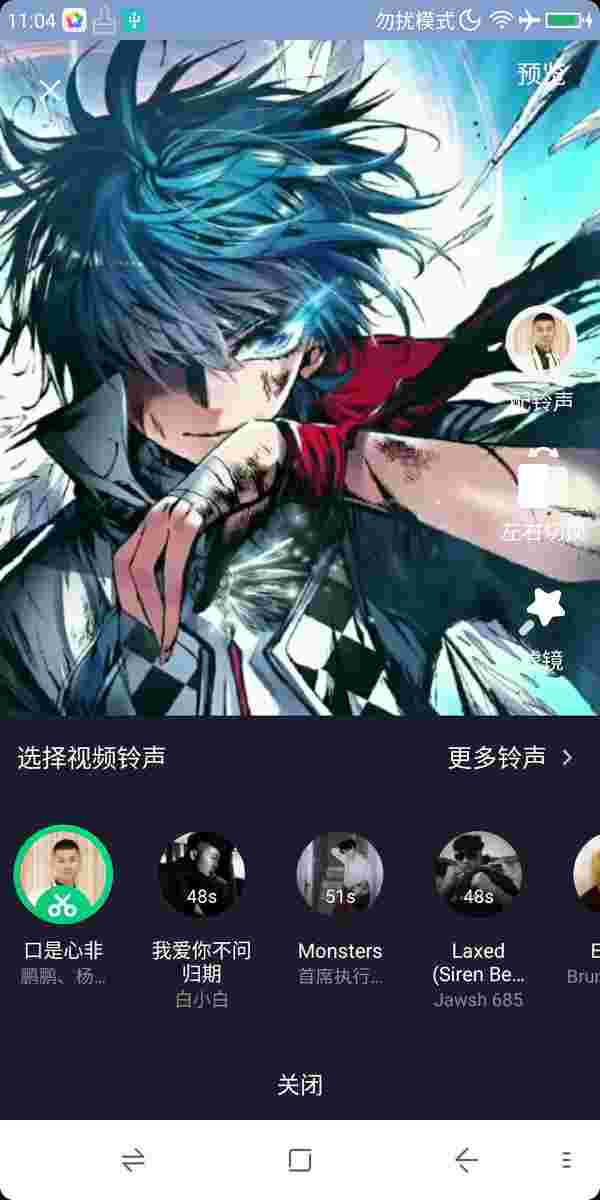 11:04
勿扰模式
预览
配铃声
左右切换
滤镜
选择视频铃声
更多铃声
48s
51s
48s
口是心非
我爱你不问
归期
Monsters
Laxed
(Siren Be...
鹏鹏、杨...
白小白
首席执行...
Jawsh 685
E
Brun
关闭